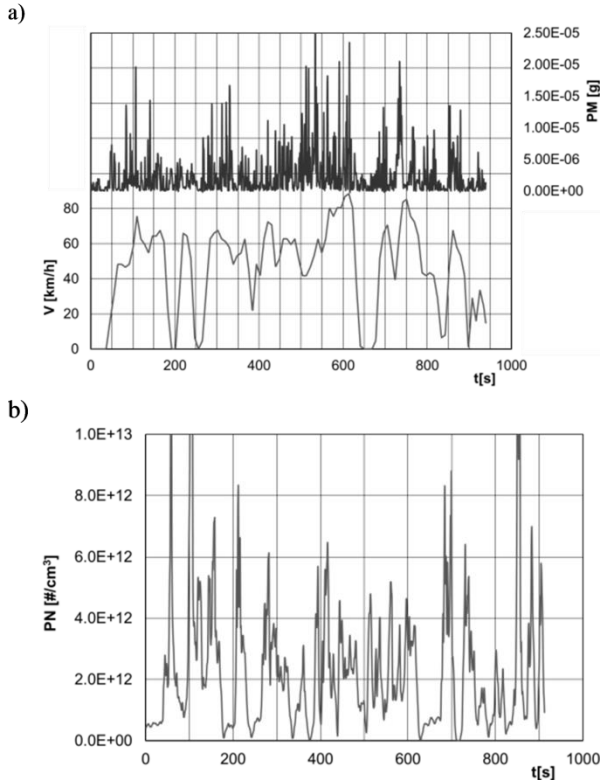 a)
2.50E-05
2.00E-05
1.50E-05
1.00E-05
5.00E-06
0.00E+00
PM [g]
80
60
40
20
0
V [km/h]
0 200 400 600 800 1000
t[s]
b)
1.0E+13
8.0E+12
6.0E+12
4.0E+12
2.0E+12
0.0E+00
PN [#/cm³]
0 200 400 600 800 1000
t[s]